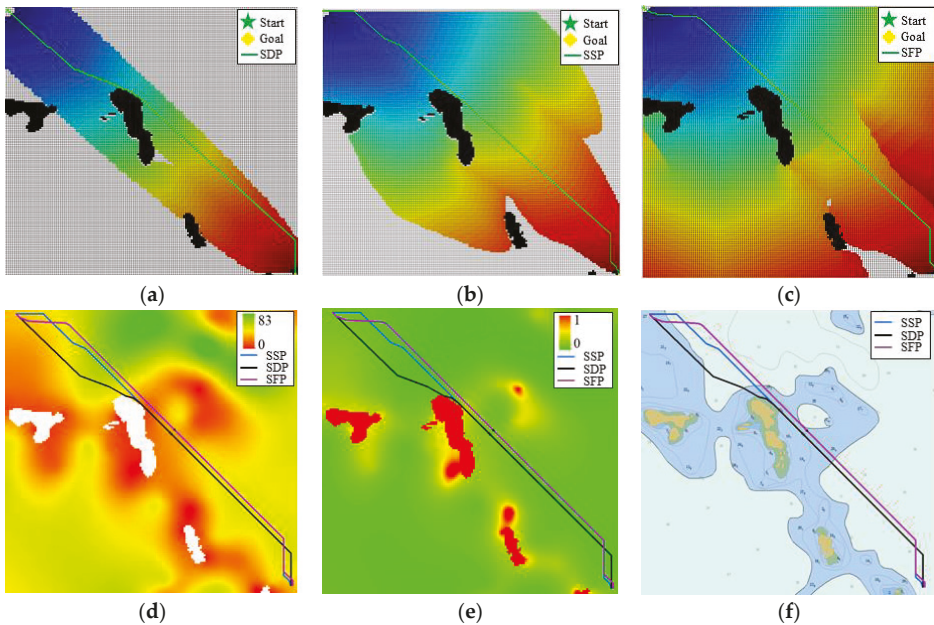 Start
Goal
SDP
Start
Goal
SSP
Start
Goal
SFP
(a)
(b)
(c)
83
0
SSP
SDP
SFP
1
0
SSP
SDP
SFP
SSP
SDP
SFP
(d)
(e)
(f)